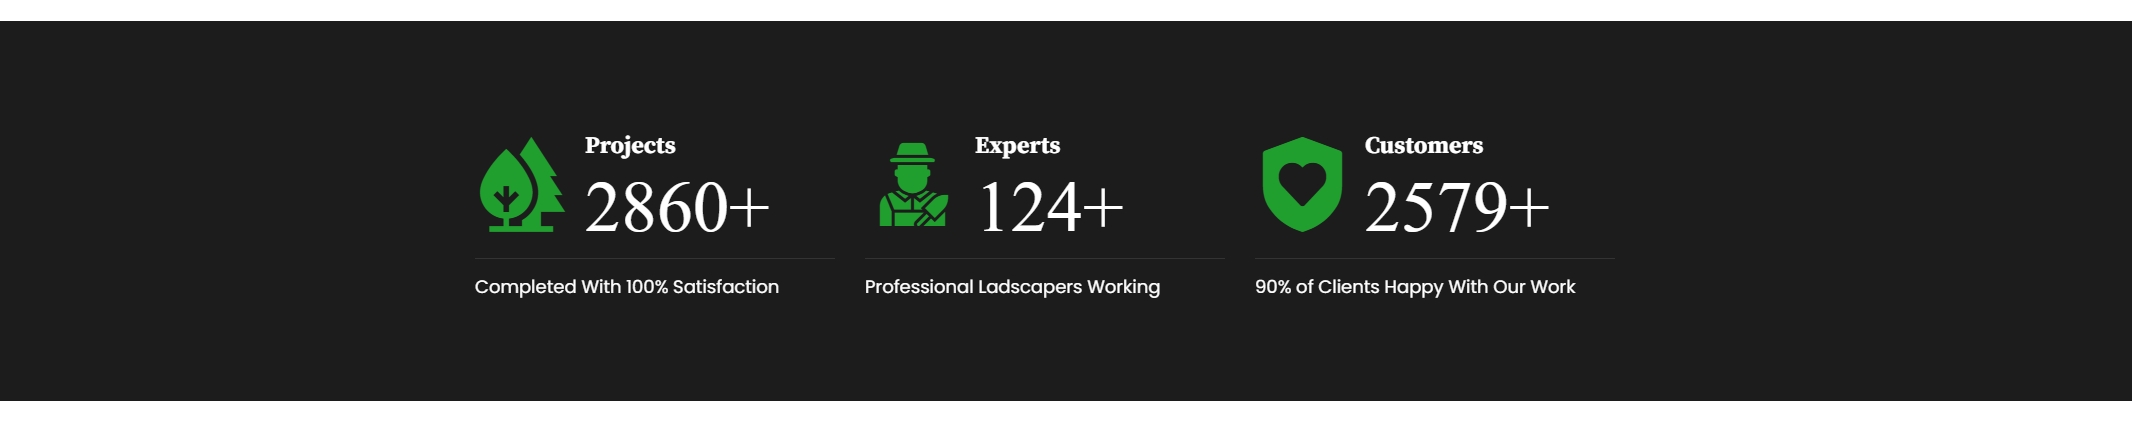 Projects
2860+
Completed With 100% Satisfaction
Experts
124+
Professional Ladscapers Working
Customers
2579+
90% of Clients Happy With Our Work